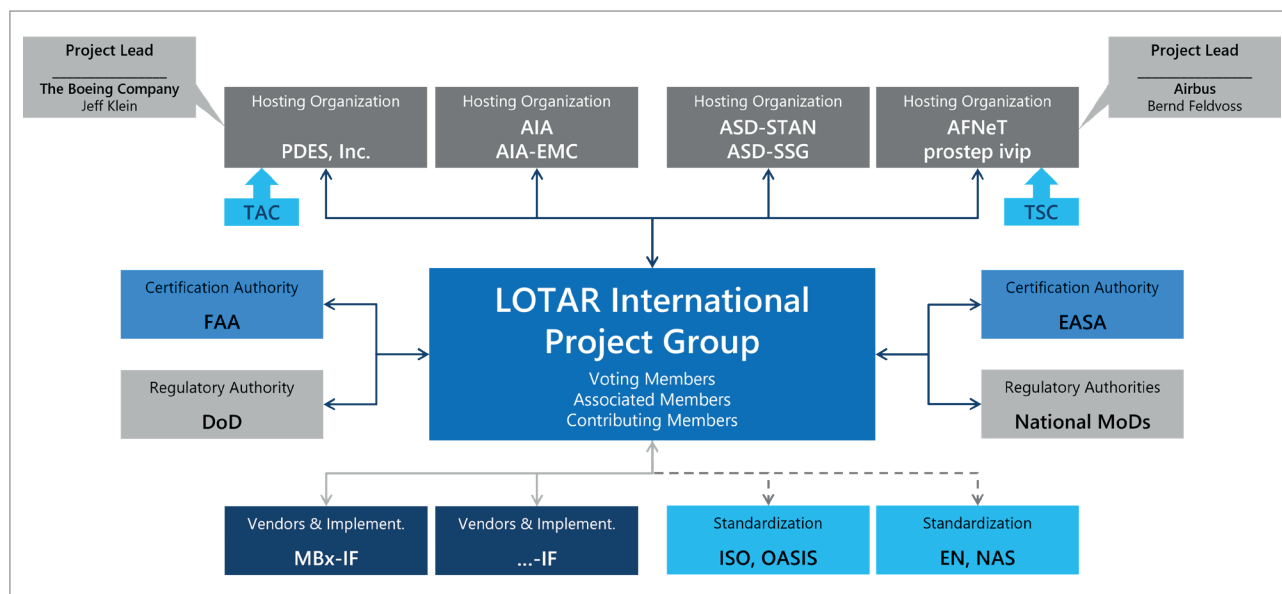 Project Lead
The Boeing Company
Jeff Klein
Project Lead
Airbus
Bernd Feldvoss
Hosting Organization
PDES, Inc.
Hosting Organization
AIA
AIA-EMC
Hosting Organization
ASD-STAN
ASD-SSG
Hosting Organization
AFNeT
prostep ivip
TAC
TSC
Certification Authority
FAA
Regulatory Authority
DoD
LOTAR International
Project Group
Voting Members
Associated Members
Contributing Members
Certification Authority
EASA
Regulatory Authorities
National MoDs
Vendors & Implement.
MBx-IF
Vendors & Implement.
...-IF
Standardization
ISO, OASIS
Standardization
EN, NAS